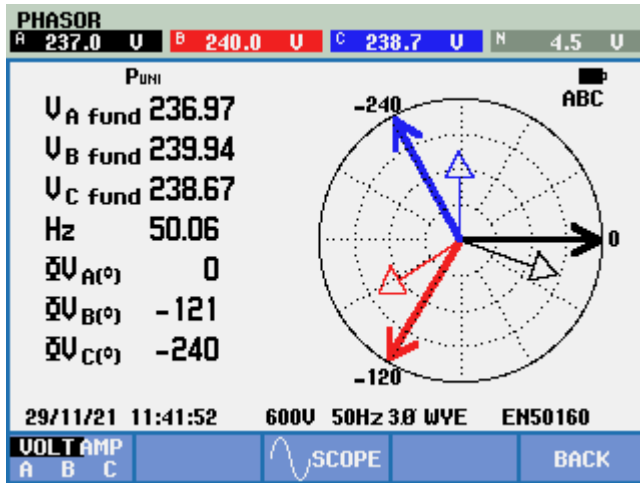 PHASOR
A 237.0 V B 240.0 V C 238.7 V N 4.5 V
PUNI
VA fund 236.97
VB fund 239.94
VC fund 238.67
Hz 50.06
ΦVA(°) 0
ΦVB(°) -121
ΦVC(°) -240
-240
ABC
0
-120
29/11/21 11:41:52 600V 50Hz 3Ø WYE EN50160
VOLT AMP
A B C
SCOPE
BACK